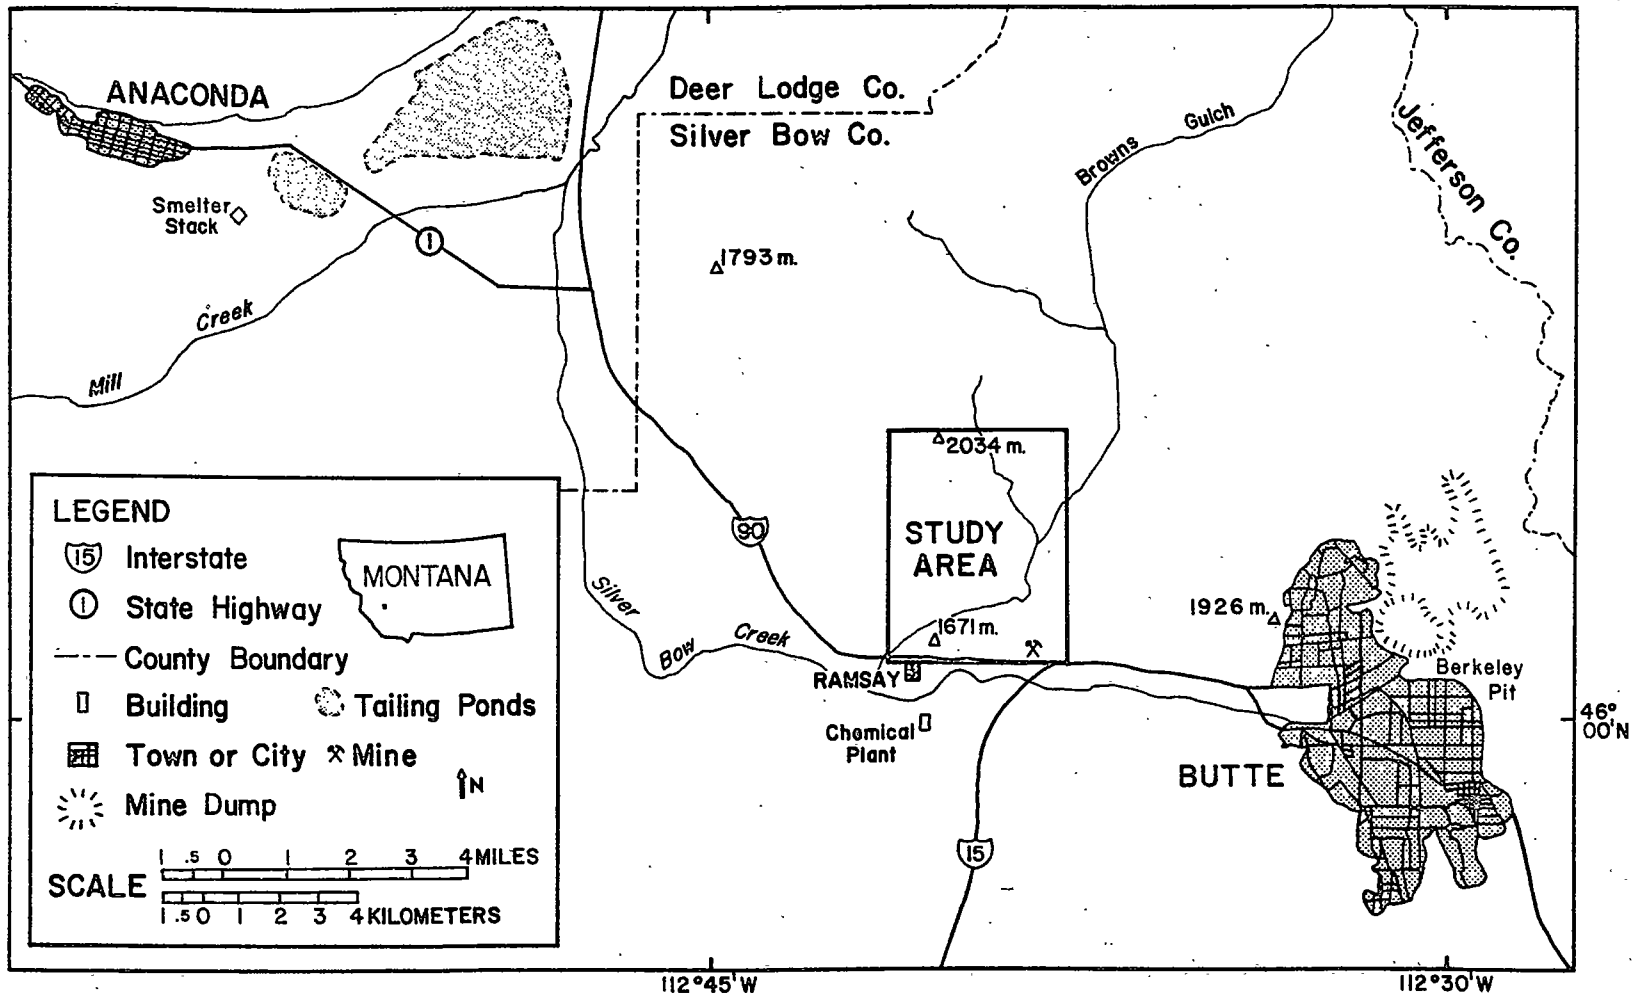 ANACONDA
Deer Lodge Co.
Silver Bow Co.
Browns Gulch
Jefferson Co.
Smelter
Stack
1
1793 m.
Mill Creek
2034 m.
STUDY
AREA
90
1671 m.
1926 m.
Silver Bow Creek
RAMSAY
Chemical
Plant
Berkeley
Pit
BUTTE
15
46°
00'N
112°45'W
112°30'W
LEGEND
15 Interstate
1 State Highway
County Boundary
Building
Tailing Ponds
Town or City
Mine
Mine Dump
MONTANA
N
SCALE
1 .5 0 1 2 3 4 MILES
1 .5 0 1 2 3 4 KILOMETERS